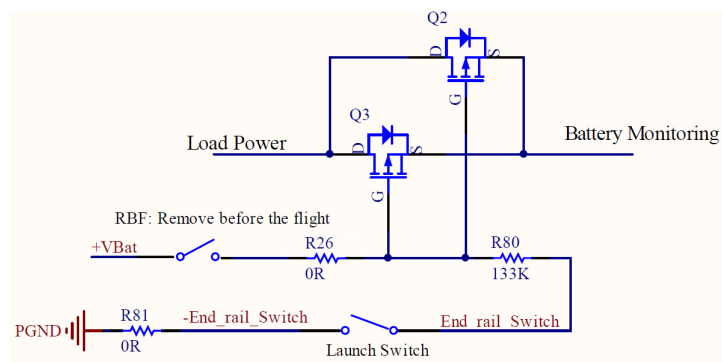 Q2
D
S
G
Q3
Load Power
D
S
Battery Monitoring
G
RBF: Remove before the flight
+VBat
R26
0R
R80
133K
R81
0R
-End_rail_Switch
End_rail_Switch
PGND
Launch Switch